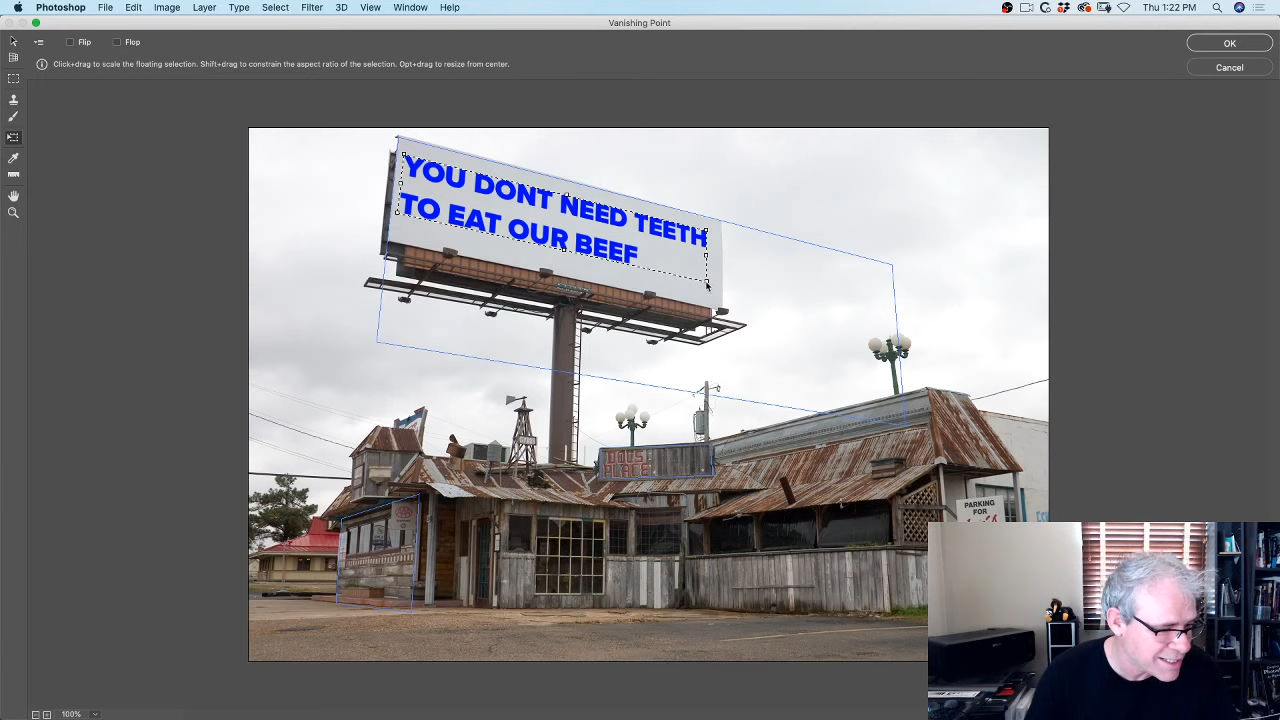 Photoshop File Edit Image Layer Type Select Filter 3D View Window Help Thu 1:22 PM
Vanishing Point
Flip Flop OK
Click+drag to scale the floating selection. Shift+drag to constrain the aspect ratio of the selection. Opt+drag to resize from center.
Cancel
YOU DONT NEED TEETH
TO EAT OUR BEEF
DOC'S
PLACE
PARKING
FOR
100%